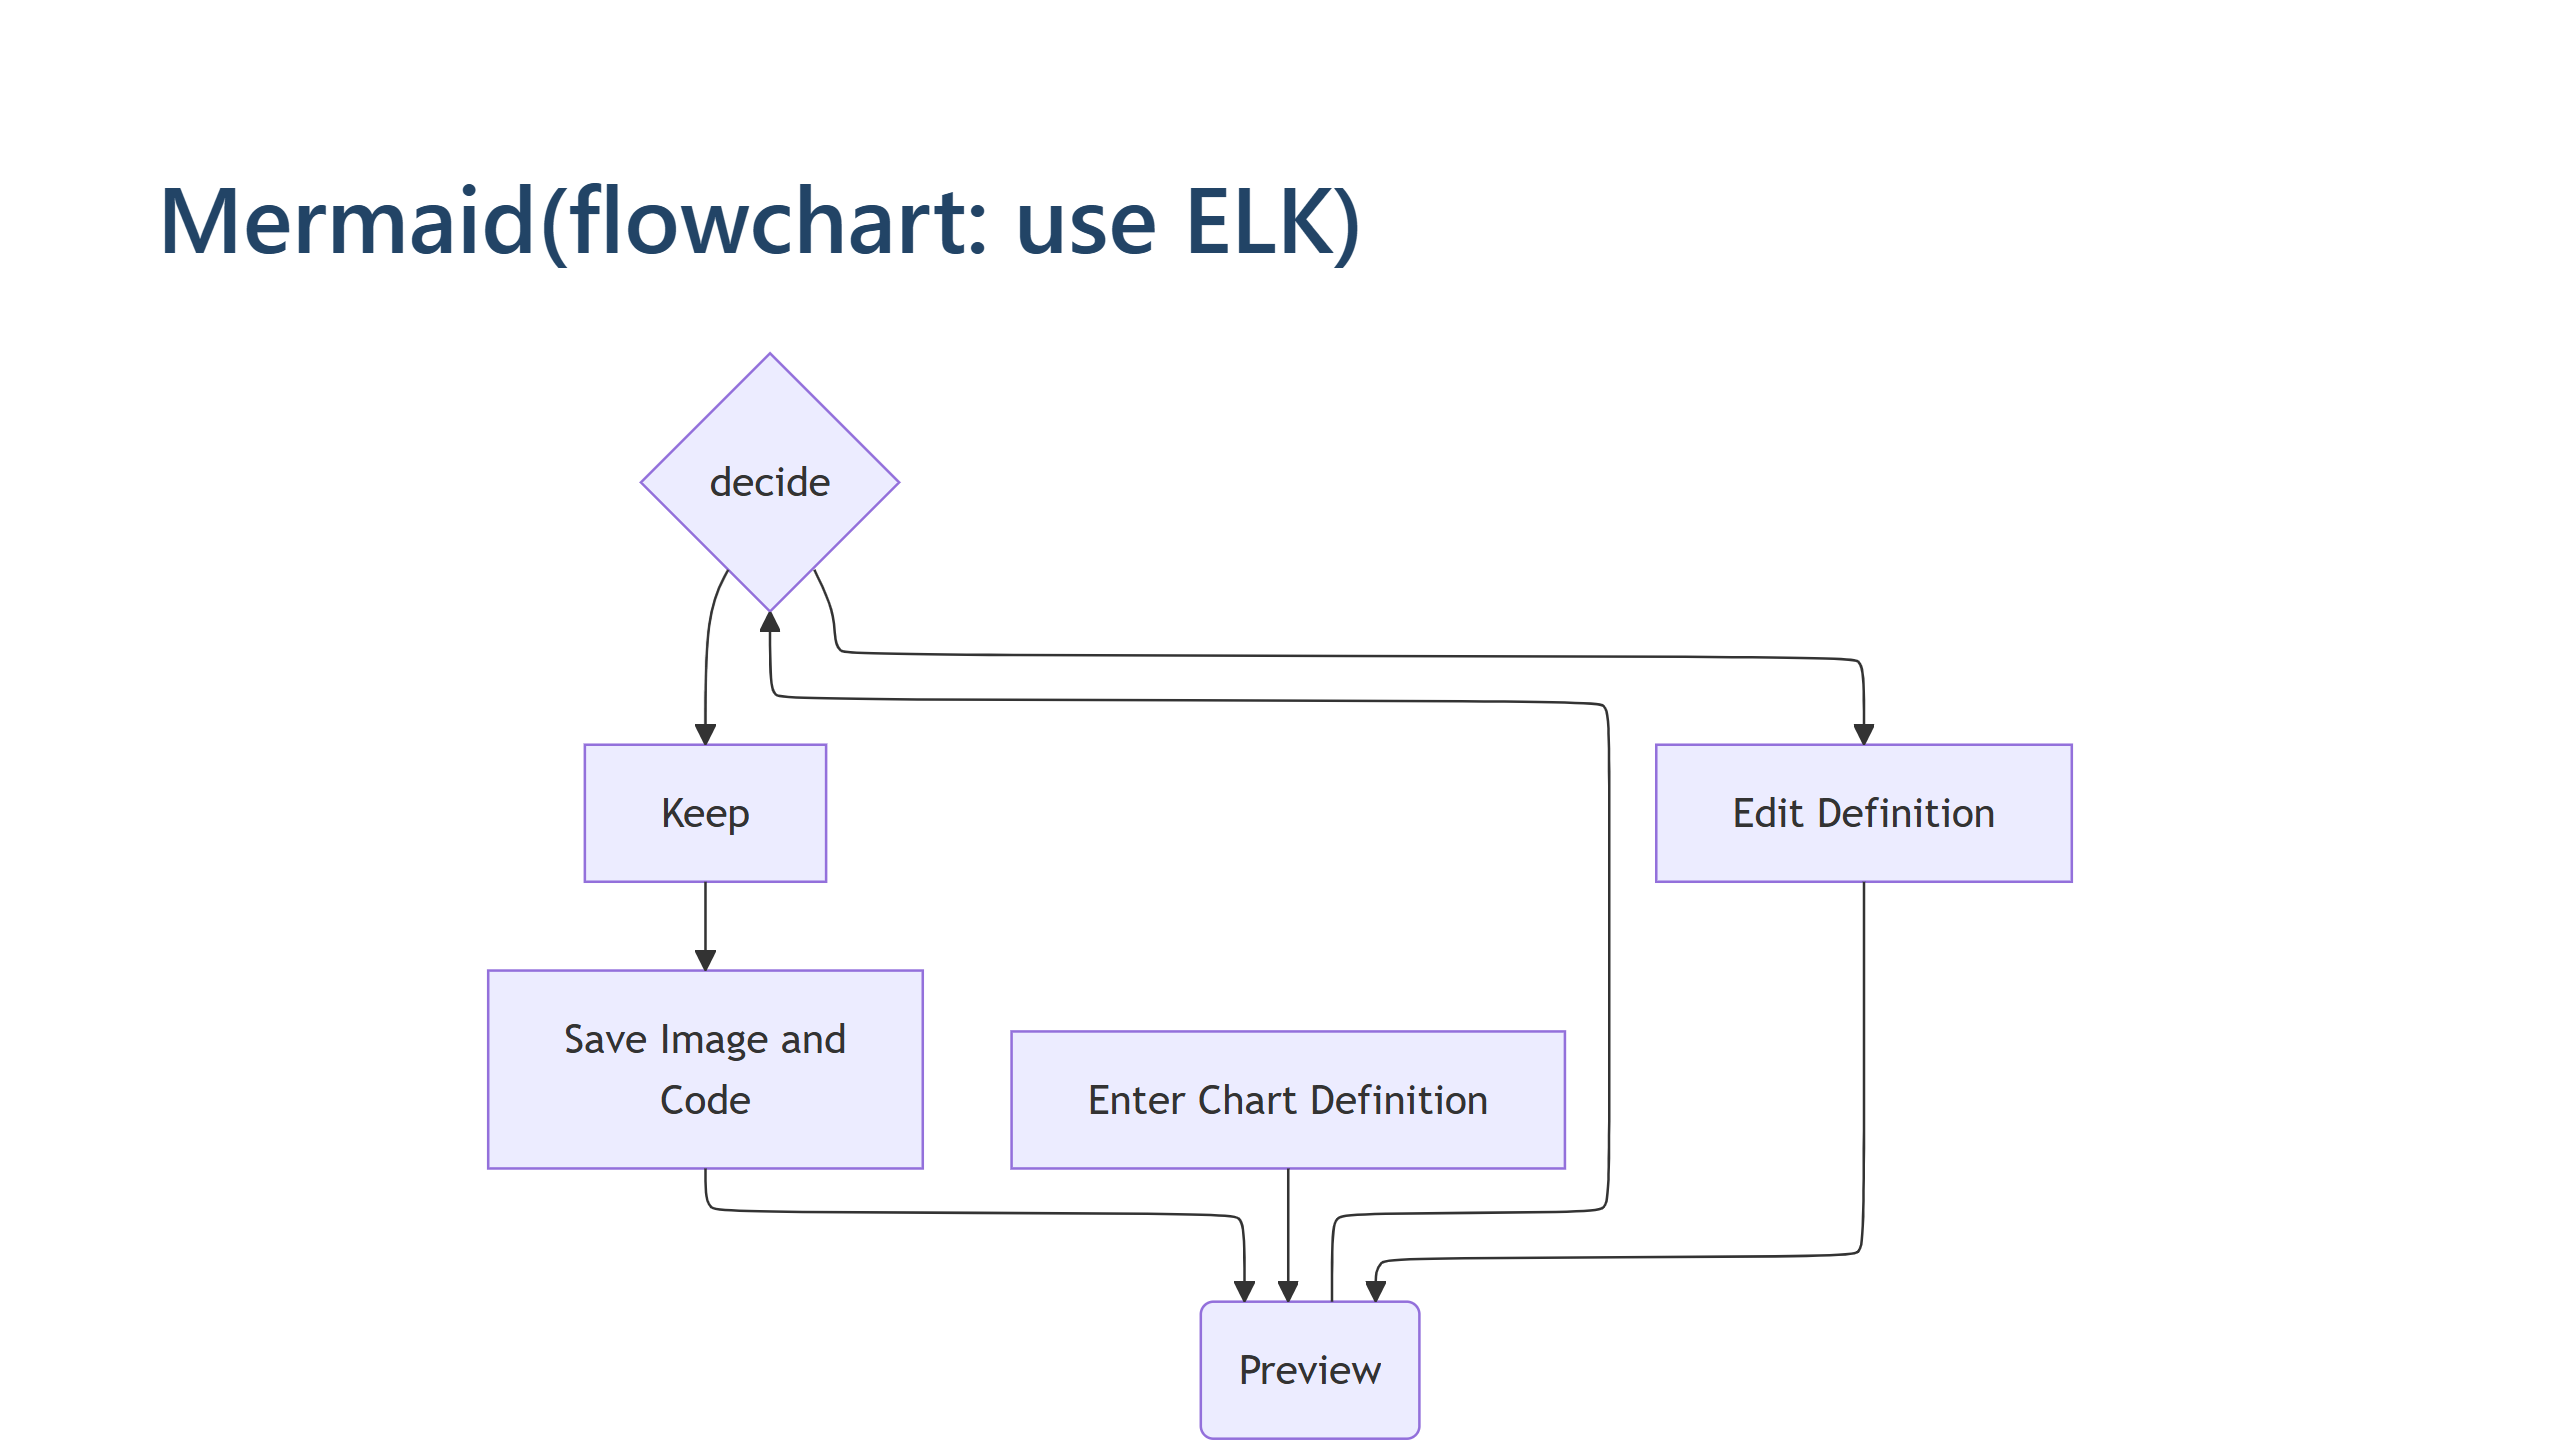 Mermaid(flowchart: use ELK)
decide
Keep
Edit Definition
Save Image and
Code
Enter Chart Definition
Preview